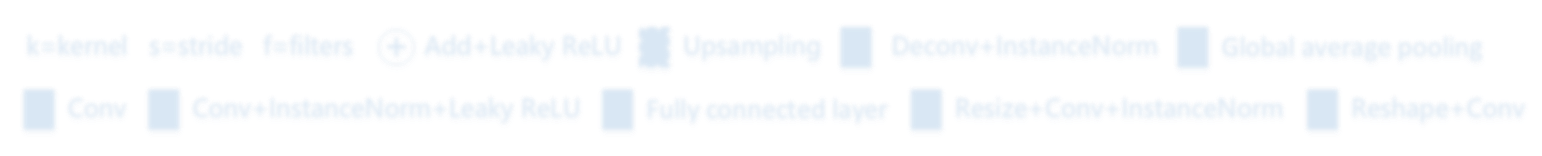 k=kernel s=stride f=filters Add+Leaky ReLU Upsampling Deconv+InstanceNorm Global average pooling
Conv Conv+InstanceNorm+Leaky ReLU Fully connected layer Resize+Conv+InstanceNorm Reshape+Conv